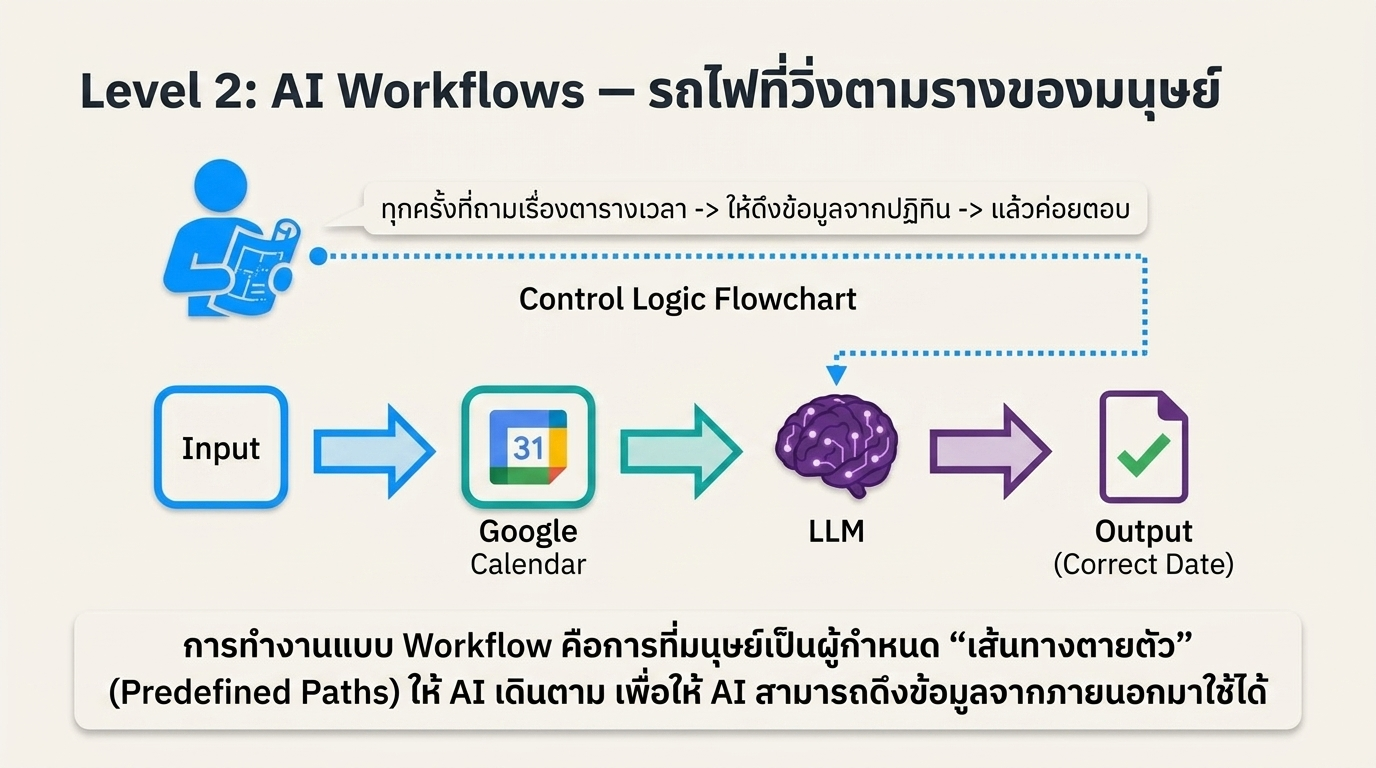 Level 2: AI Workflows — รถไฟที่วิ่งตามรางของมนุษย์
ทุกครั้งที่ถามเรื่องตารางเวลา -> ให้ดึงข้อมูลจากปฏิทิน -> แล้วค่อยตอบ
Control Logic Flowchart
Input
31
Google
Calendar
LLM
Output
(Correct Date)
การทำงานแบบ Workflow คือการที่มนุษย์เป็นผู้กำหนด “เส้นทางตายตัว”
(Predefined Paths) ให้ AI เดินตาม เพื่อให้ AI สามารถดึงข้อมูลจากภายนอกมาใช้ได้